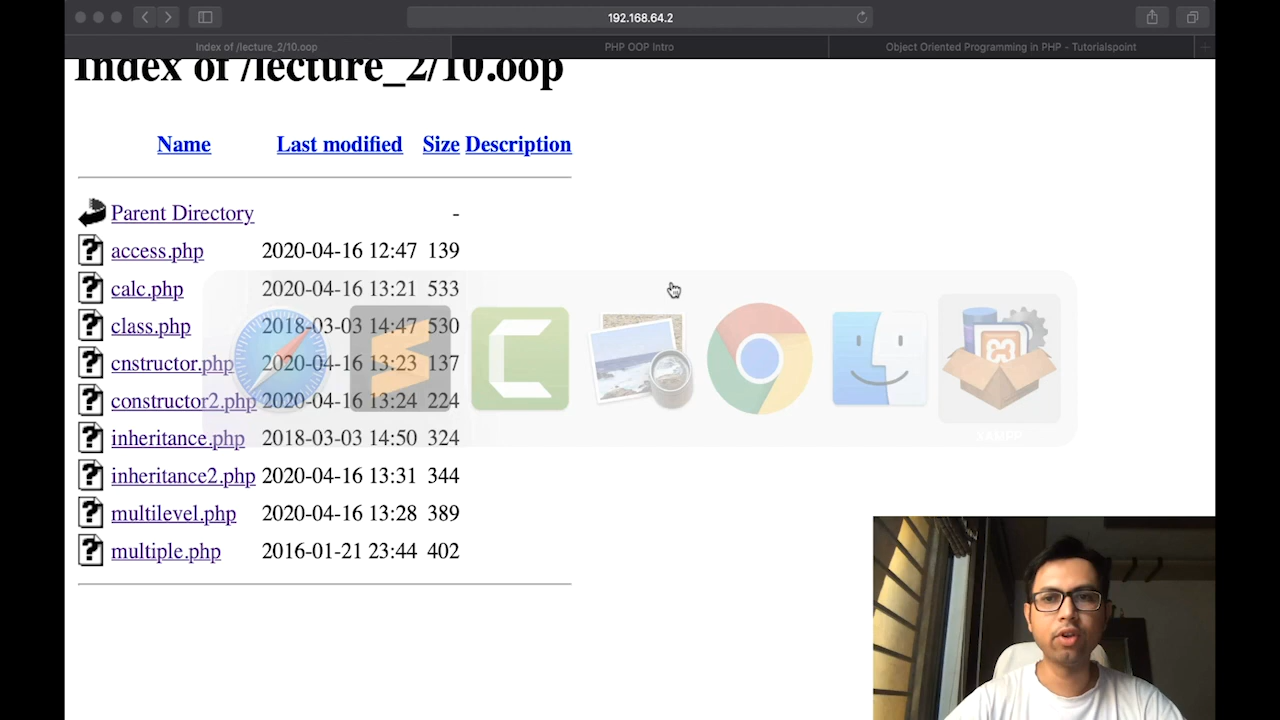 192.168.64.2
Index of /lecture_2/10.oop
PHP OOP Intro
Object Oriented Programming in PHP - Tutorialspoint
Index of /lecture_2/10.oop
Name Last modified Size Description
Parent Directory -
access.php 2020-04-16 12:47 139
calc.php 2020-04-16 13:21 533
class.php 2018-03-03 14:47 530
cnstructor.php 2020-04-16 13:23 137
constructor2.php 2020-04-16 13:24 224
inheritance.php 2018-03-03 14:50 324
inheritance2.php 2020-04-16 13:31 344
multilevel.php 2020-04-16 13:28 389
multiple.php 2016-01-21 23:44 402
XAMPP